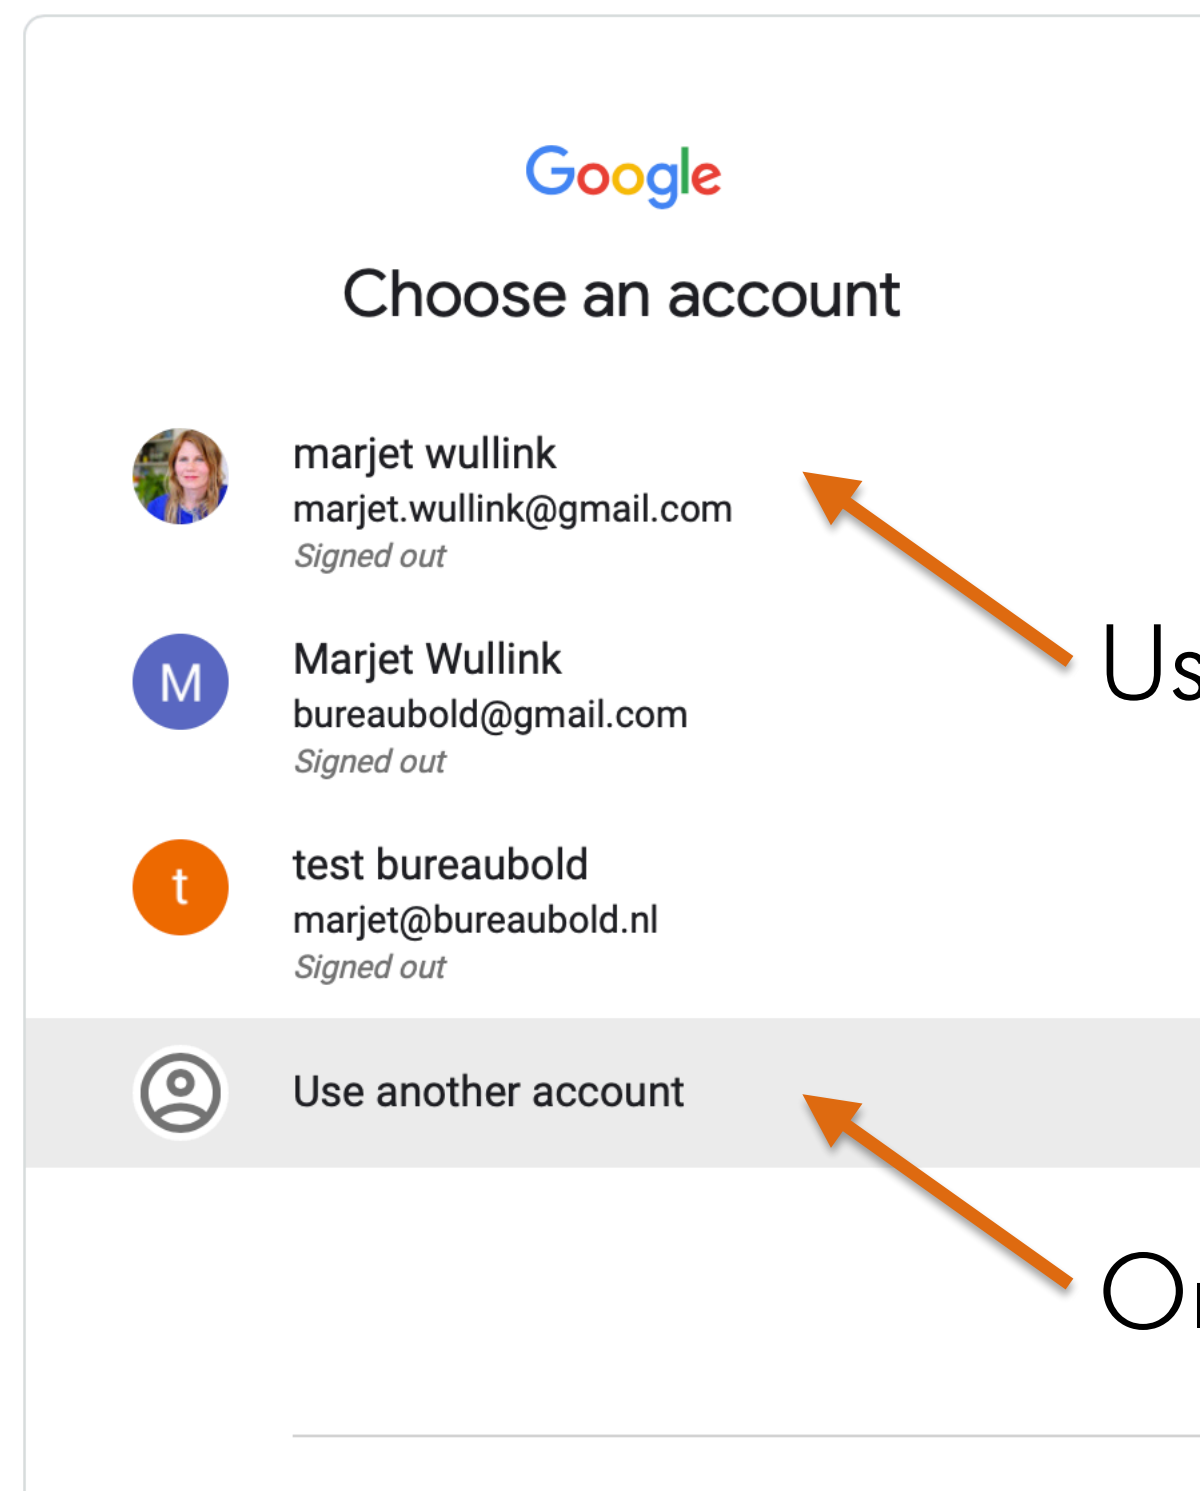 Google
Choose an account
marjet wullink
marjet.wullink@gmail.com
Signed out
M
Marjet Wullink
bureaubold@gmail.com
Signed out
t
test bureaubold
marjet@bureaubold.nl
Signed out
Use another account